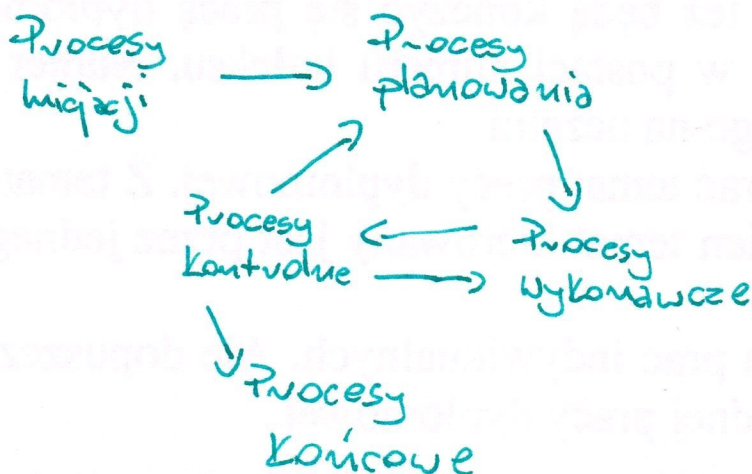 Procesy
inicjacji
Procesy
planowania
Procesy
kontrolne
Procesy
wykonawcze
Procesy
końcowe